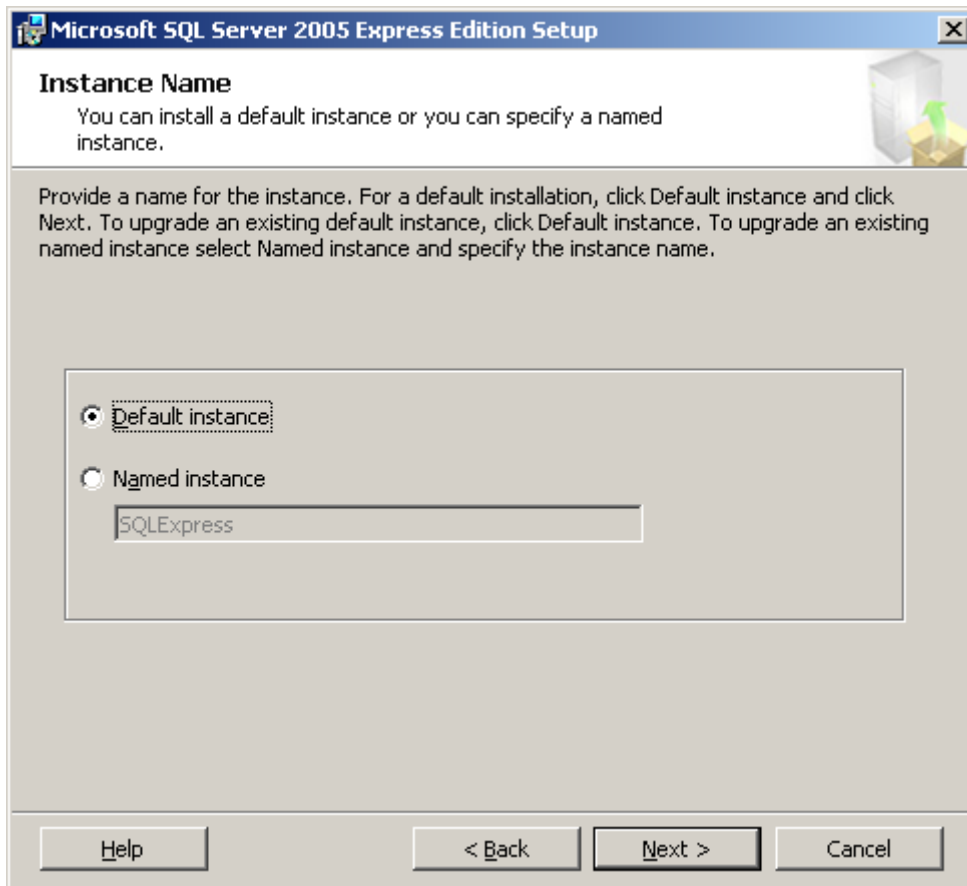 Microsoft SQL Server 2005 Express Edition Setup
Instance Name
You can install a default instance or you can specify a named
instance.
Provide a name for the instance. For a default installation, click Default instance and click
Next. To upgrade an existing default instance, click Default instance. To upgrade an existing
named instance select Named instance and specify the instance name.
Default instance
Named instance
SQLExpress
Help
< Back
Next >
Cancel